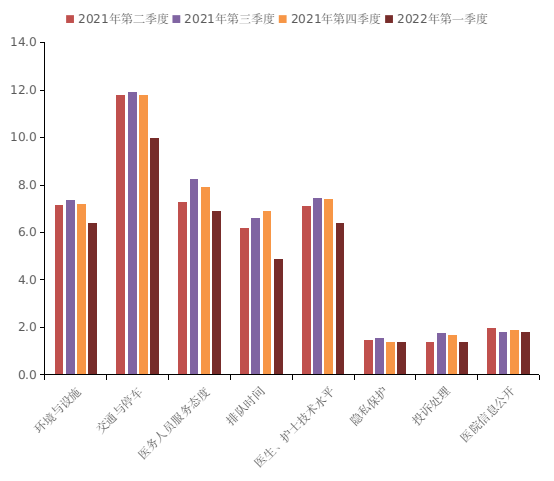 2021年第二季度 2021年第三季度 2021年第四季度 2022年第一季度
14.0
12.0
10.0
8.0
6.0
4.0
2.0
0.0
环境与设施
交通与停车
医务人员服务态度
排队时间
医生、护士技术水平
隐私保护
投诉处理
医院信息公开